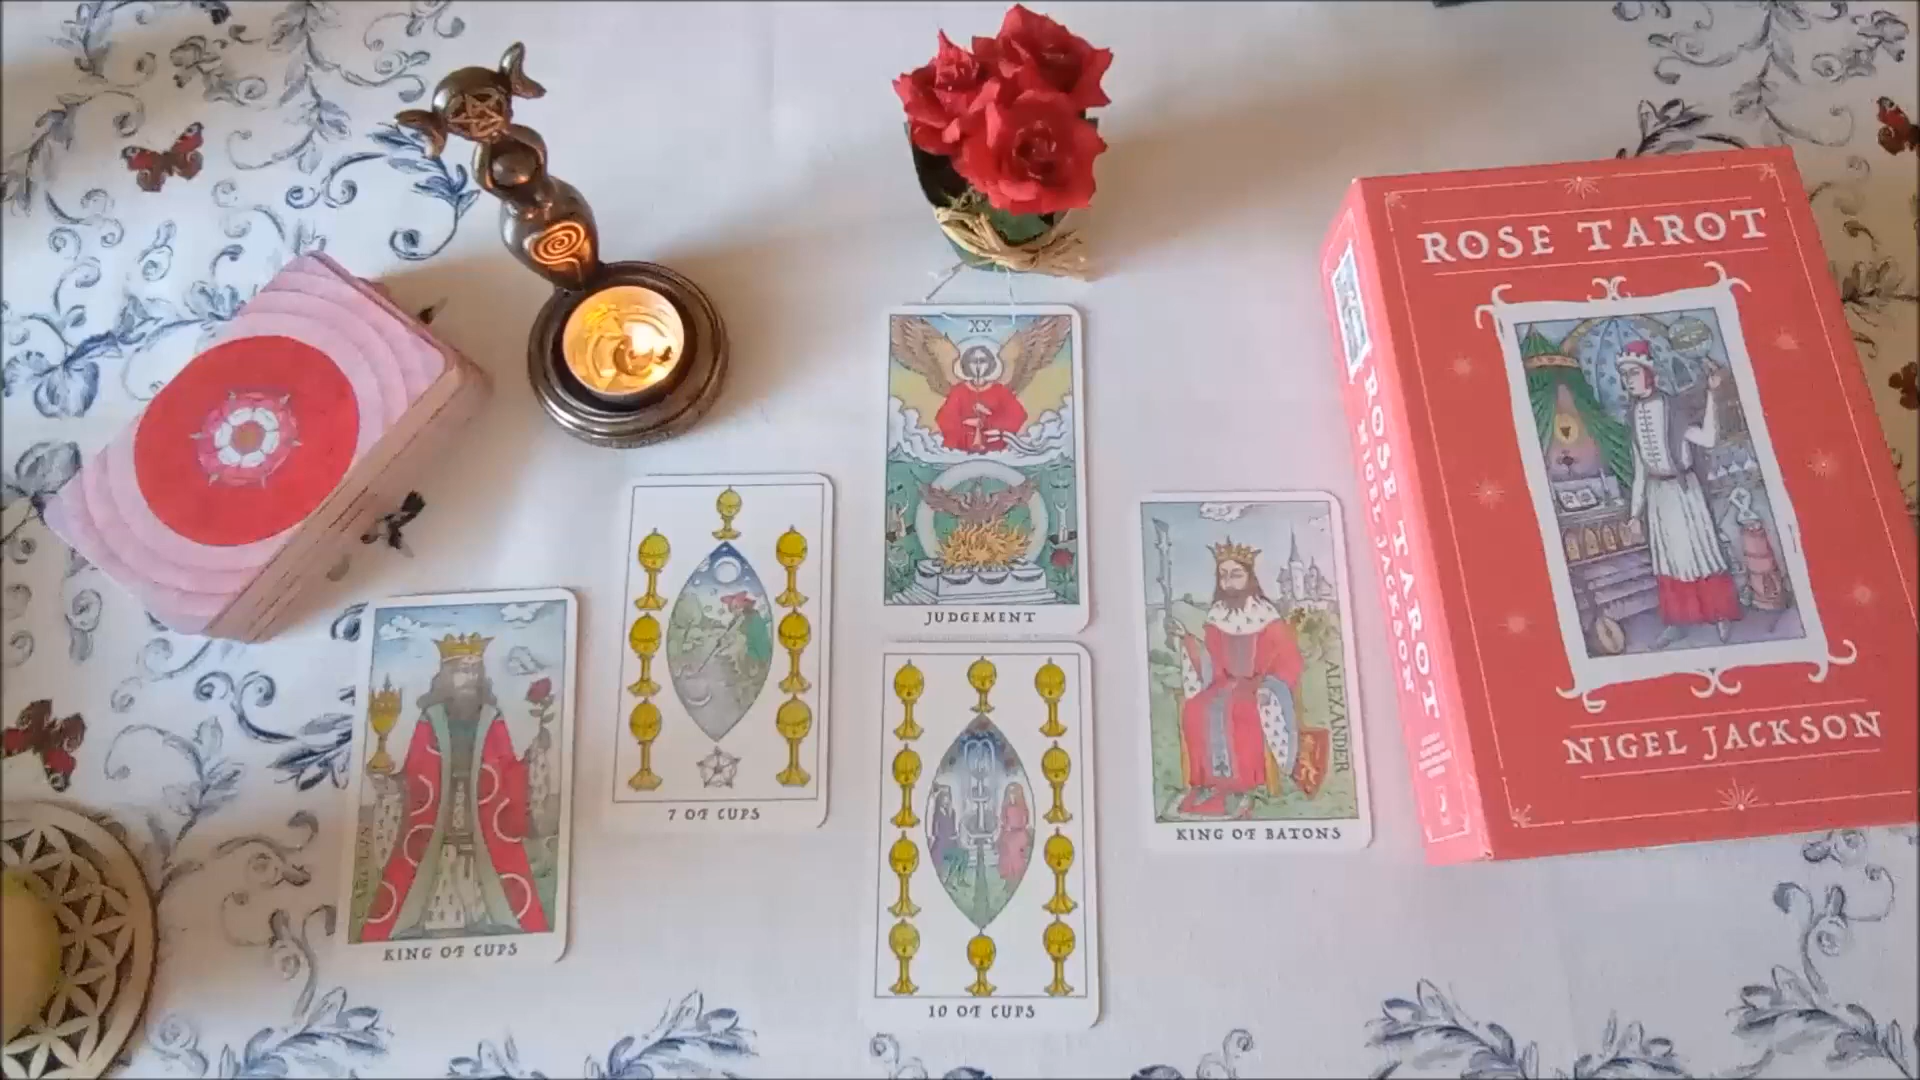 ROSE TAROT
NIGEL JACKSON
ROSE TAROT
NIGEL JACKSON
XX
JUDGEMENT
7 OF CUPS
KING OF CUPS
10 OF CUPS
ALEXANDER
KING OF BATONS